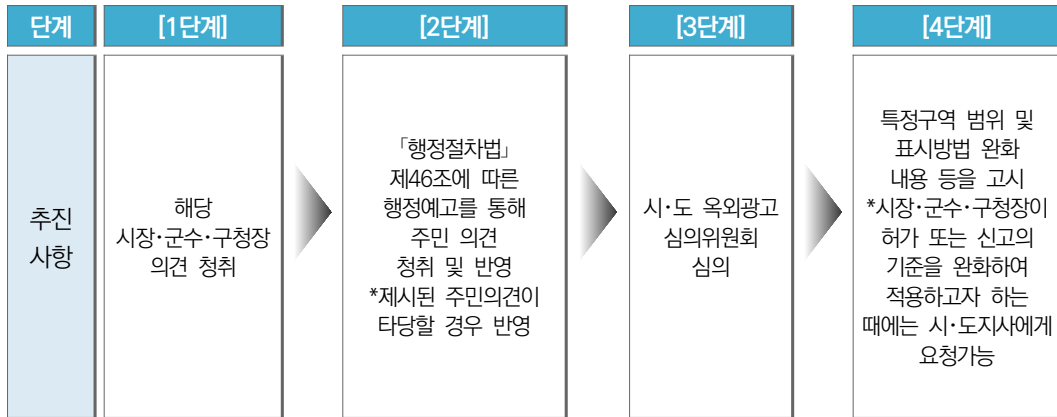 단계
[1단계]
[2단계]
[3단계]
[4단계]
추진
사항
해당
시장·군수·구청장
의견 청취
「행정절차법」
제46조에 따른
행정예고를 통해
주민 의견
청취 및 반영
*제시된 주민의견이
타당할 경우 반영
시·도 옥외광고
심의위원회
심의
특정구역 범위 및
표시방법 완화
내용 등을 고시
*시장·군수·구청장이
허가 또는 신고의
기준을 완화하여
적용하고자 하는
때에는 시·도지사에게
요청가능